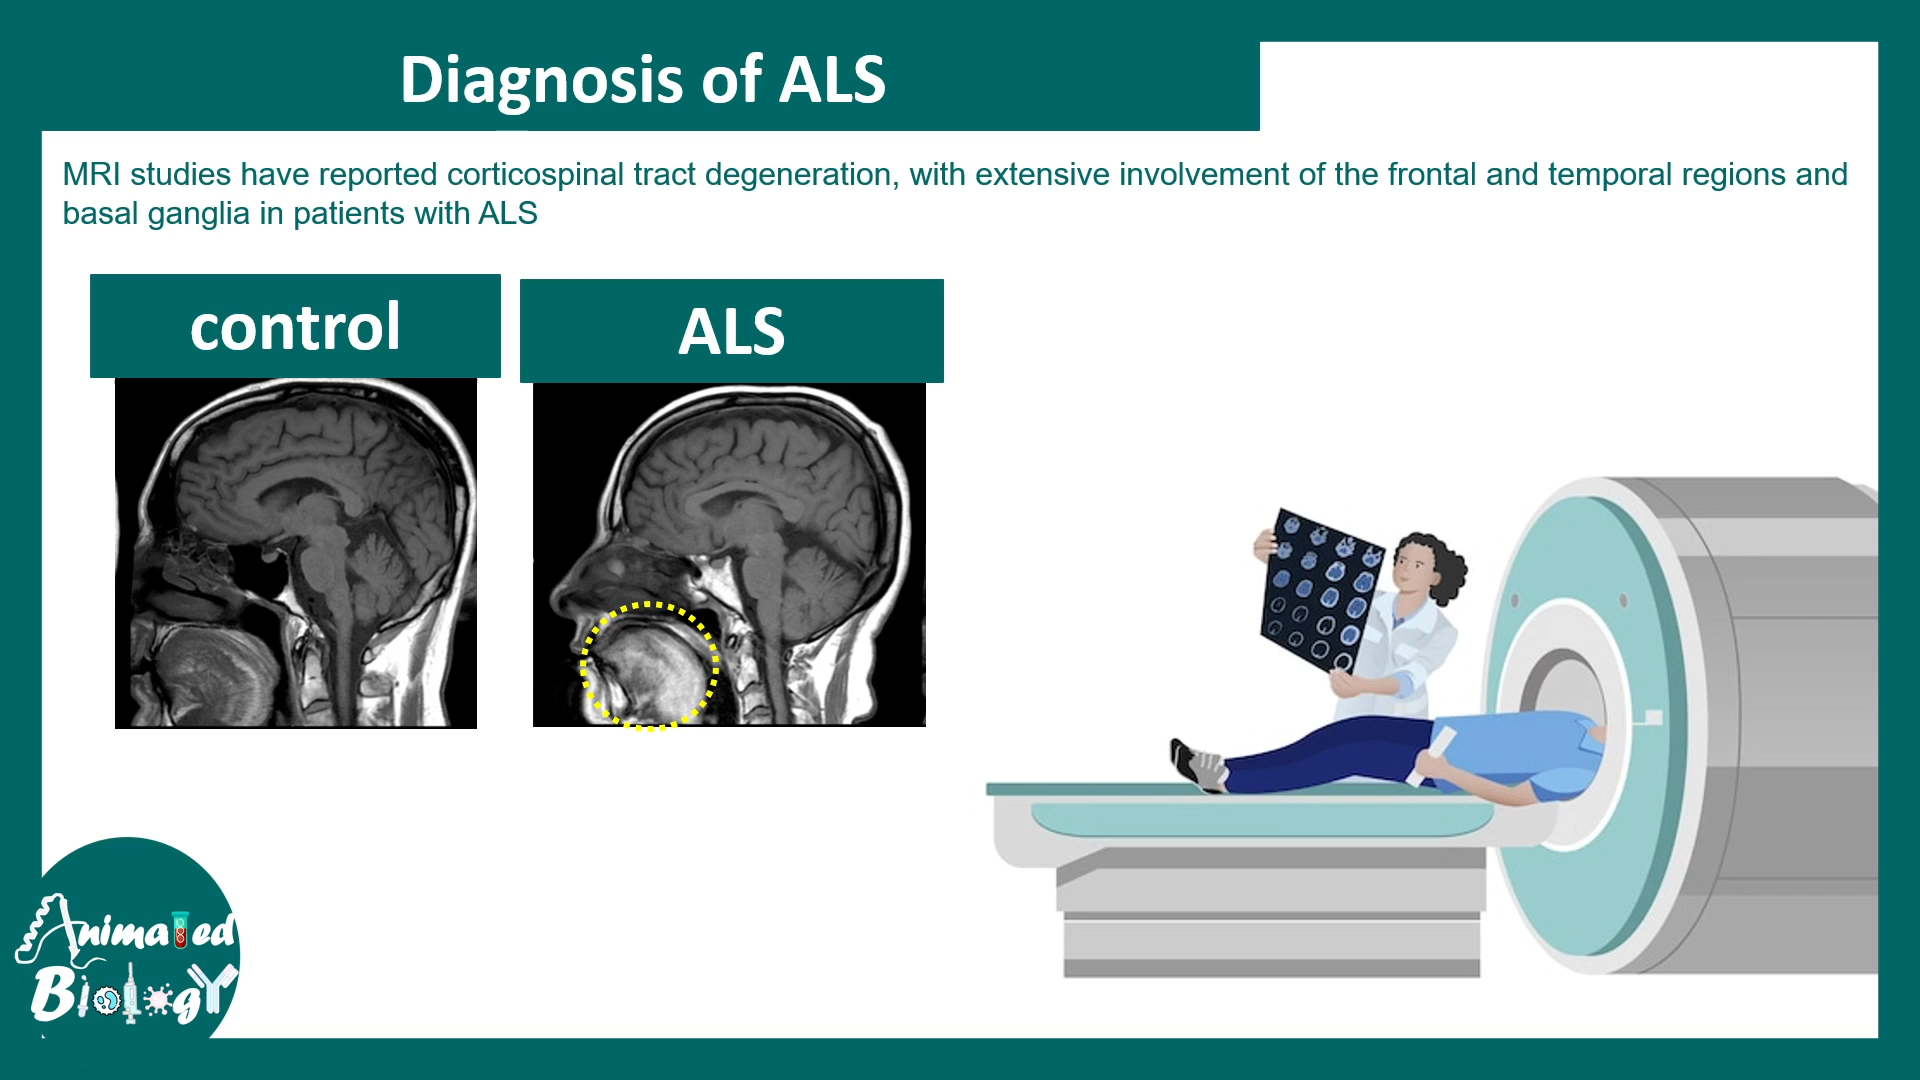 Diagnosis of ALS
MRI studies have reported corticospinal tract degeneration, with extensive involvement of the frontal and temporal regions and
basal ganglia in patients with ALS
control
ALS
Animated
Biology